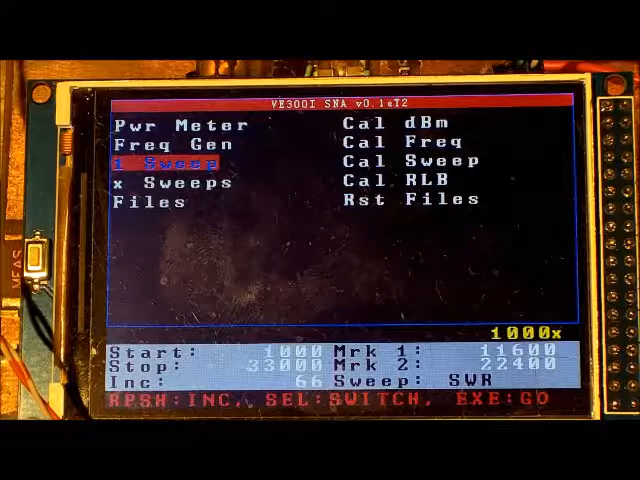 VE3OOI SNA v0.1eT2
Pwr Meter Cal dBm
Freq Gen Cal Freq
1 Sweep Cal Sweep
x Sweeps Cal RLB
Files Rst Files
1000x
Start: 1000 Mrk 1: 11600
Stop: 33000 Mrk 2: 22400
Inc: 66 Sweep: SWR
RPSH:INC, SEL:SWITCH, EXE:GO
MEAS